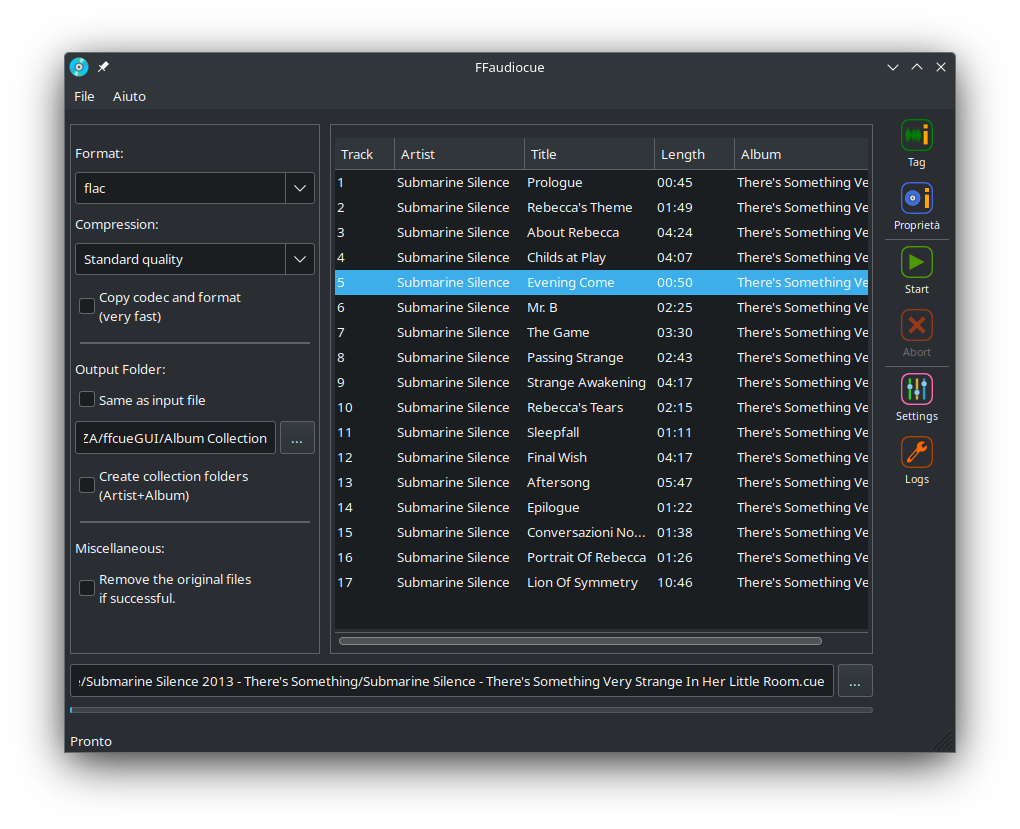 FFaudiocue
File Aiuto
Format:
flac
Compression:
Standard quality
Copy codec and format
(very fast)
Output Folder:
Same as input file
ZA/ffcueGUI/Album Collection ...
Create collection folders
(Artist+Album)
Miscellaneous:
Remove the original files
if successful.
Track Artist Title Length Album
1 Submarine Silence Prologue 00:45 There's Something Ve
2 Submarine Silence Rebecca's Theme 01:49 There's Something Ve
3 Submarine Silence About Rebecca 04:24 There's Something Ve
4 Submarine Silence Childs at Play 04:07 There's Something Ve
5 Submarine Silence Evening Come 00:50 There's Something Ve
6 Submarine Silence Mr. B 02:25 There's Something Ve
7 Submarine Silence The Game 03:30 There's Something Ve
8 Submarine Silence Passing Strange 02:43 There's Something Ve
9 Submarine Silence Strange Awakening 04:17 There's Something Ve
10 Submarine Silence Rebecca's Tears 02:15 There's Something Ve
11 Submarine Silence Sleepfall 01:11 There's Something Ve
12 Submarine Silence Final Wish 04:17 There's Something Ve
13 Submarine Silence Aftersong 05:47 There's Something Ve
14 Submarine Silence Epilogue 01:22 There's Something Ve
15 Submarine Silence Conversazioni No... 01:38 There's Something Ve
16 Submarine Silence Portrait Of Rebecca 01:26 There's Something Ve
17 Submarine Silence Lion Of Symmetry 10:46 There's Something Ve
Tag
Proprietà
Start
Abort
Settings
Logs
/Submarine Silence 2013 - There's Something/Submarine Silence - There's Something Very Strange In Her Little Room.cue ...
Pronto